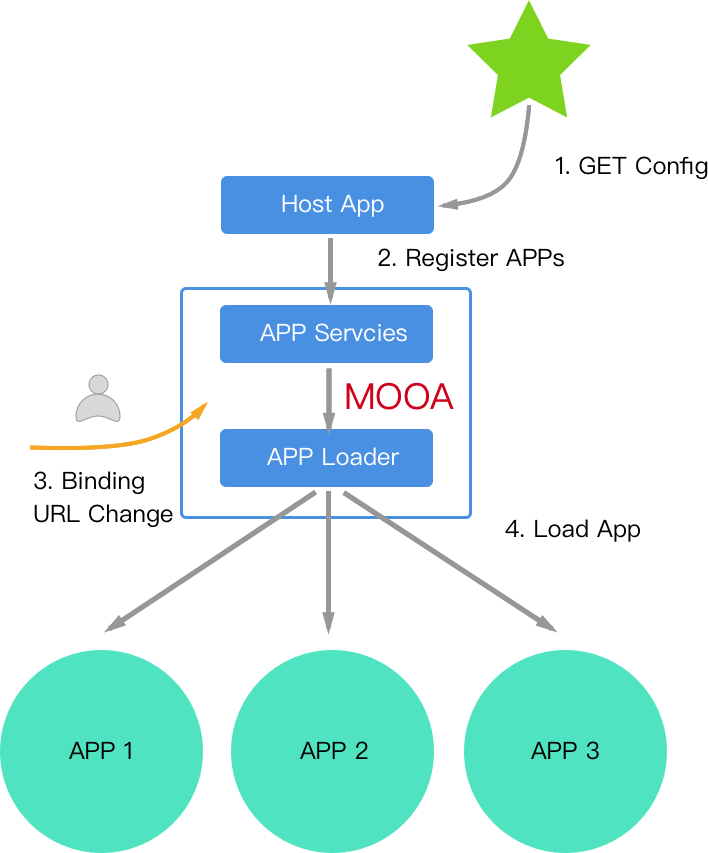 1. GET Config
Host App
2. Register APPs
APP Servcies
MOOA
APP Loader
3. Binding
URL Change
4. Load App
APP 1
APP 2
APP 3